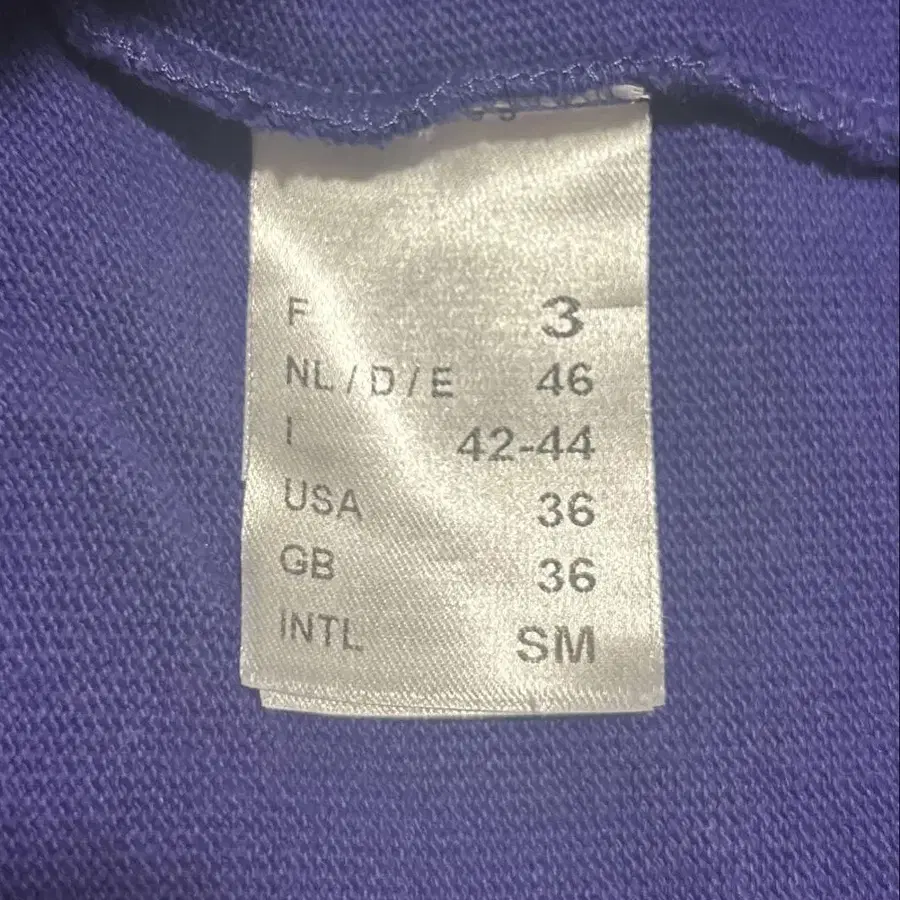 F 3
NL / D / E 46
I 42-44
USA 36
GB 36
INTL SM